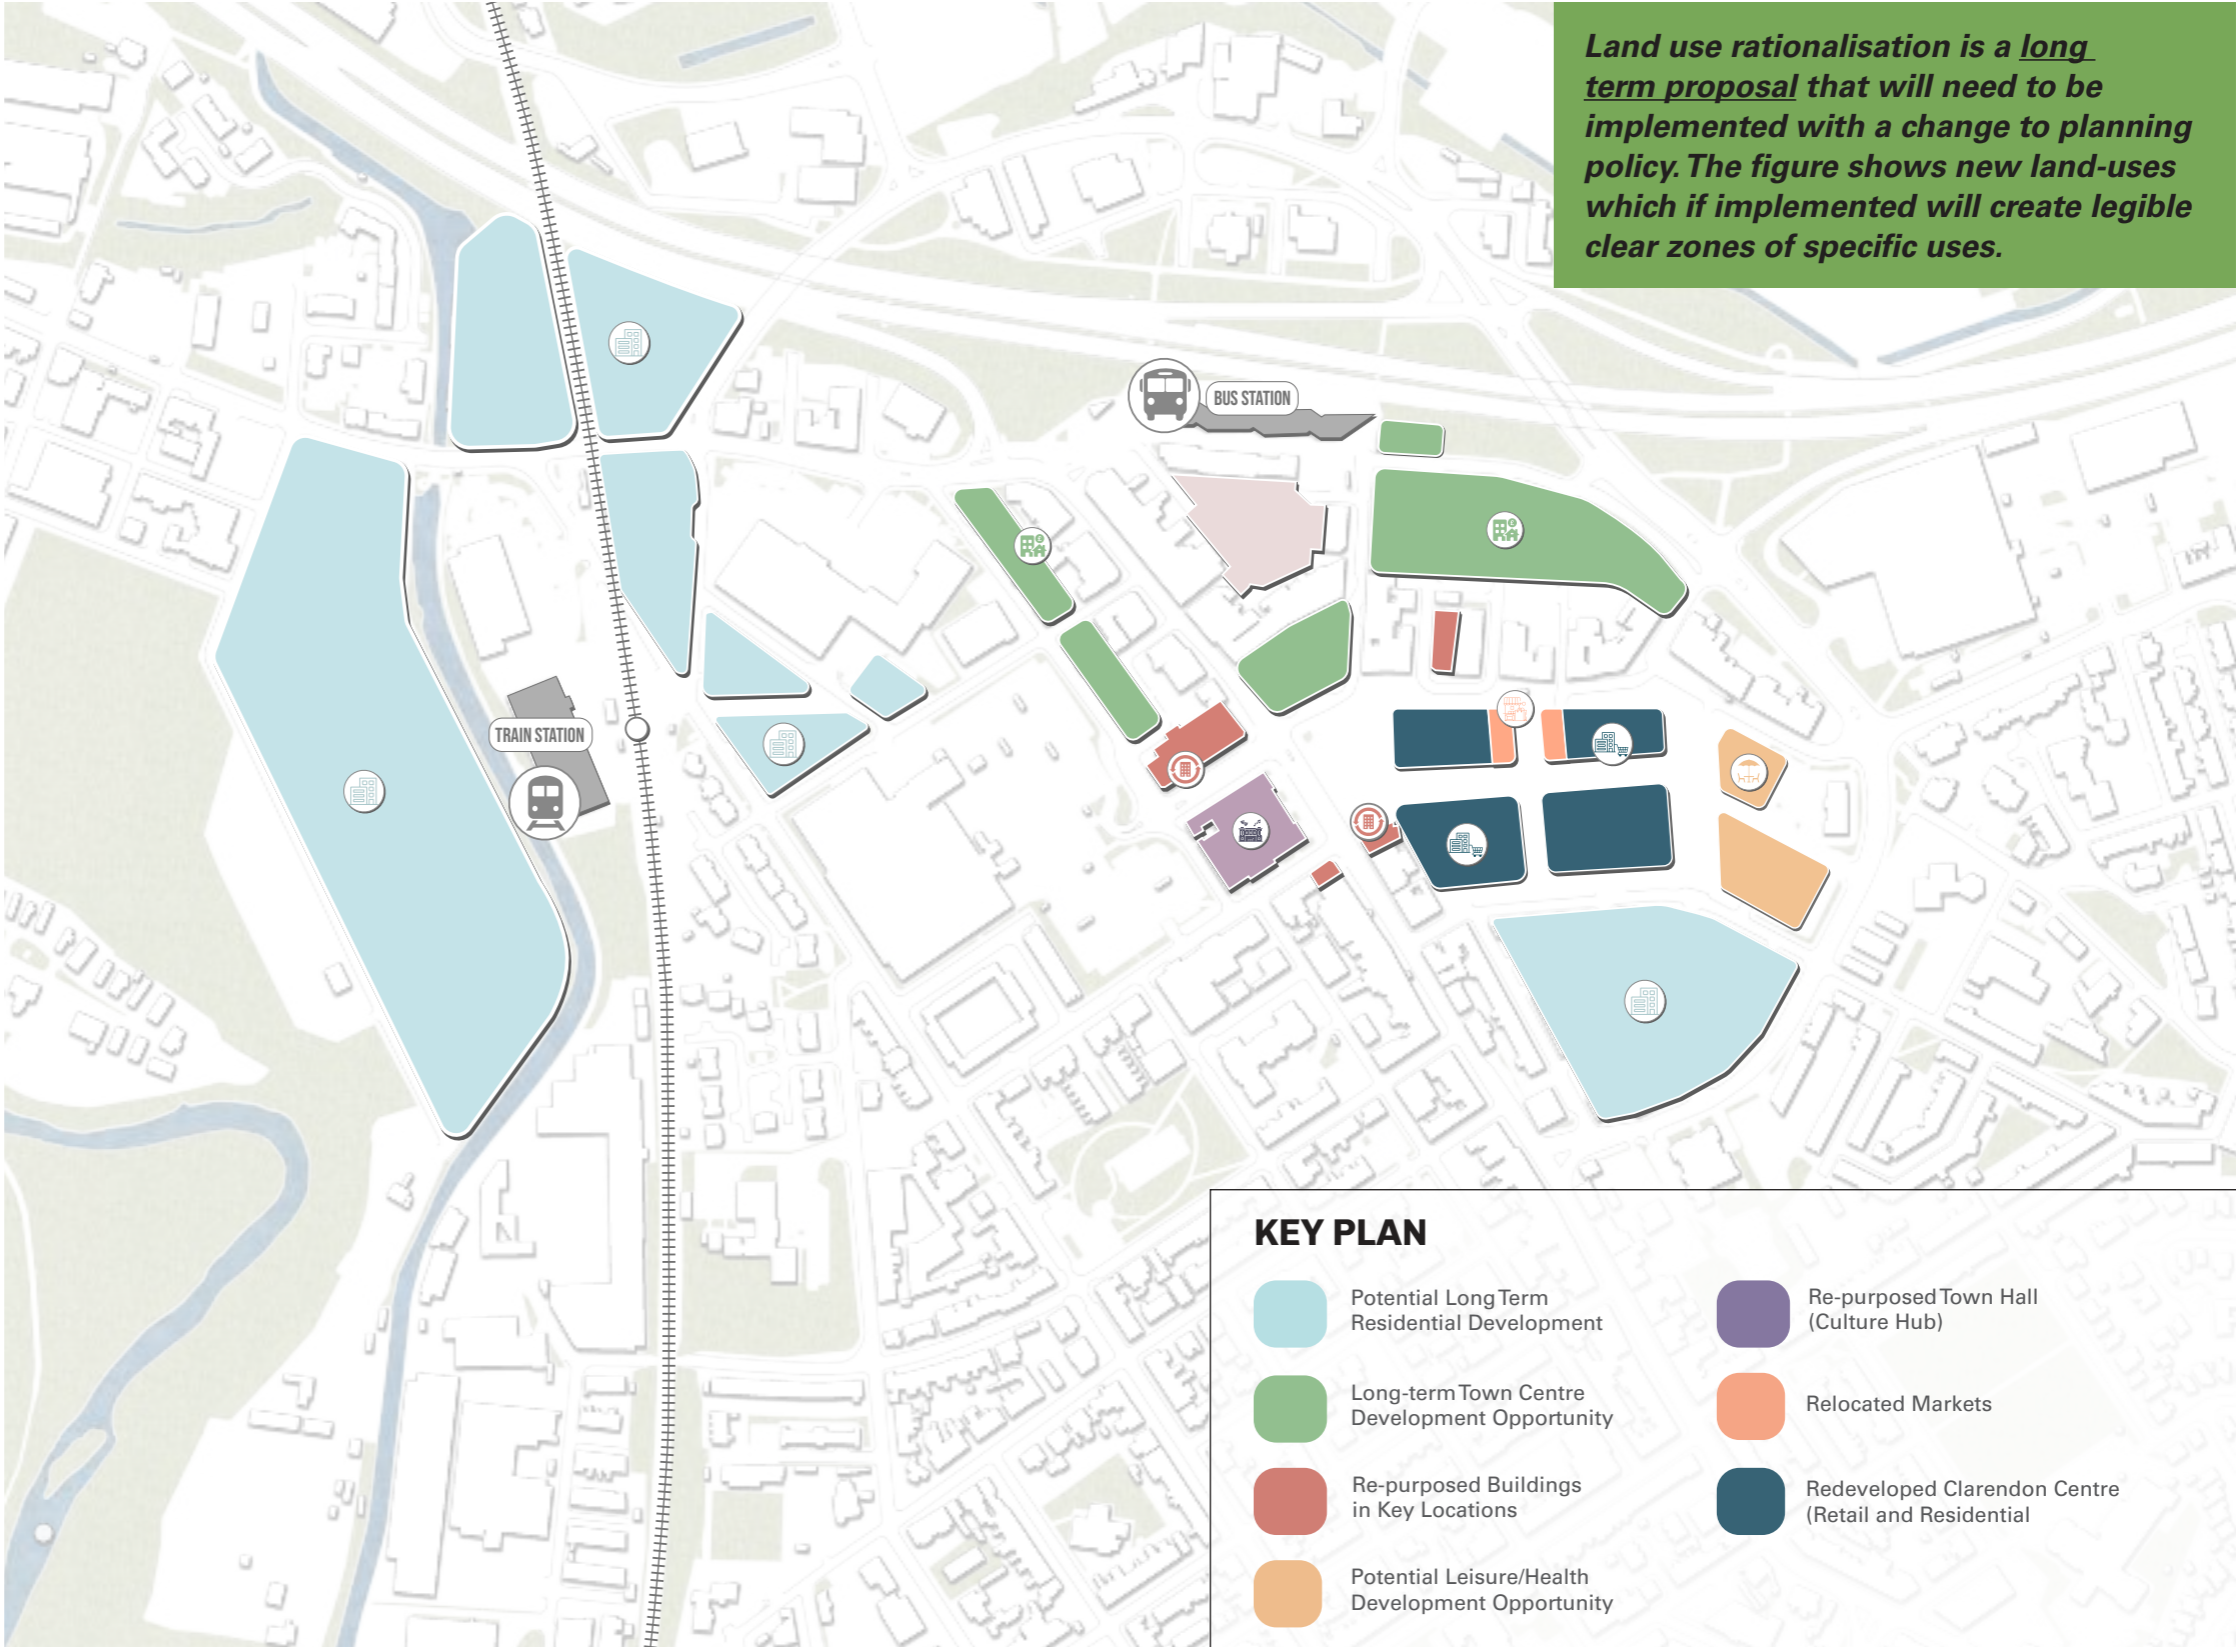 Land use rationalisation is a long
term proposal that will need to be
implemented with a change to planning
policy. The figure shows new land-uses
which if implemented will create legible
clear zones of specific uses.
BUS STATION
TRAIN STATION
KEY PLAN
Potential Long Term
Residential Development
Long-term Town Centre
Development Opportunity
Re-purposed Buildings
in Key Locations
Potential Leisure/Health
Development Opportunity
Re-purposed Town Hall
(Culture Hub)
Relocated Markets
Redeveloped Clarendon Centre
(Retail and Residential